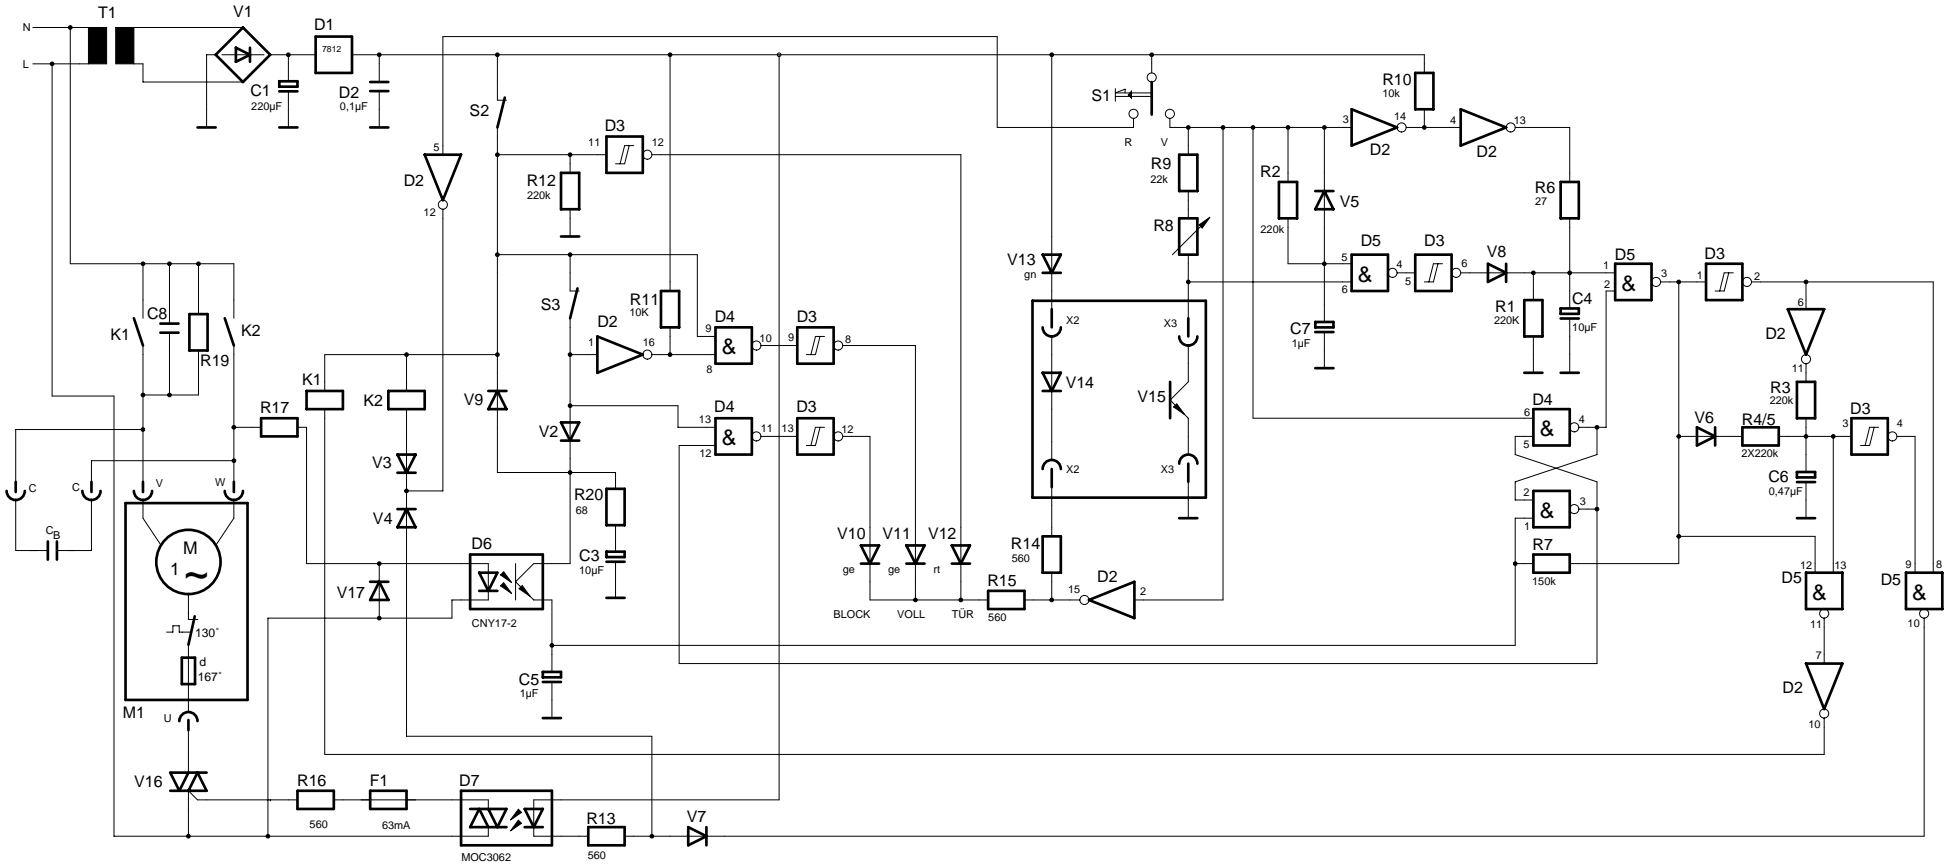 N
L
T1
V1
D1
7812
C1
220µF
D2
0,1µF
S2
D3
11
12
R12
220k
5
D2
12
S1
R
V
R10
10k
3
14
D2
4
13
D2
R9
22k
R8
R2
220k
V5
R6
27
V13
gn
D5
5
6
4
&
D3
5
6
V8
R1
220K
C4
10µF
C7
1µF
D5
1
2
3
&
D3
1
2
6
D2
11
R3
220k
K1
C8
R19
K2
S3
R11
10K
D2
1
16
D4
9
8
10
&
D3
9
8
X2
X3
V14
V15
X2
X3
K1
K2
V9
R17
V2
D4
13
12
11
&
D3
13
12
D4
6
5
4
&
2
1
3
&
R7
150k
V6
R4/5
2X220k
D3
3
4
C6
0,47µF
V3
V4
R20
68
C3
10µF
C
C
V
W
CB
M
1
~
130°
d
167°
M1
U
D6
CNY17-2
V17
V10
ge
V11
ge
V12
rt
BLOCK
VOLL
TÜR
R14
560
R15
560
D2
15
2
12
13
D5
&
11
9
8
D5
&
10
C5
1µF
7
D2
10
V16
R16
560
F1
63mA
D7
MOC3062
R13
560
V7